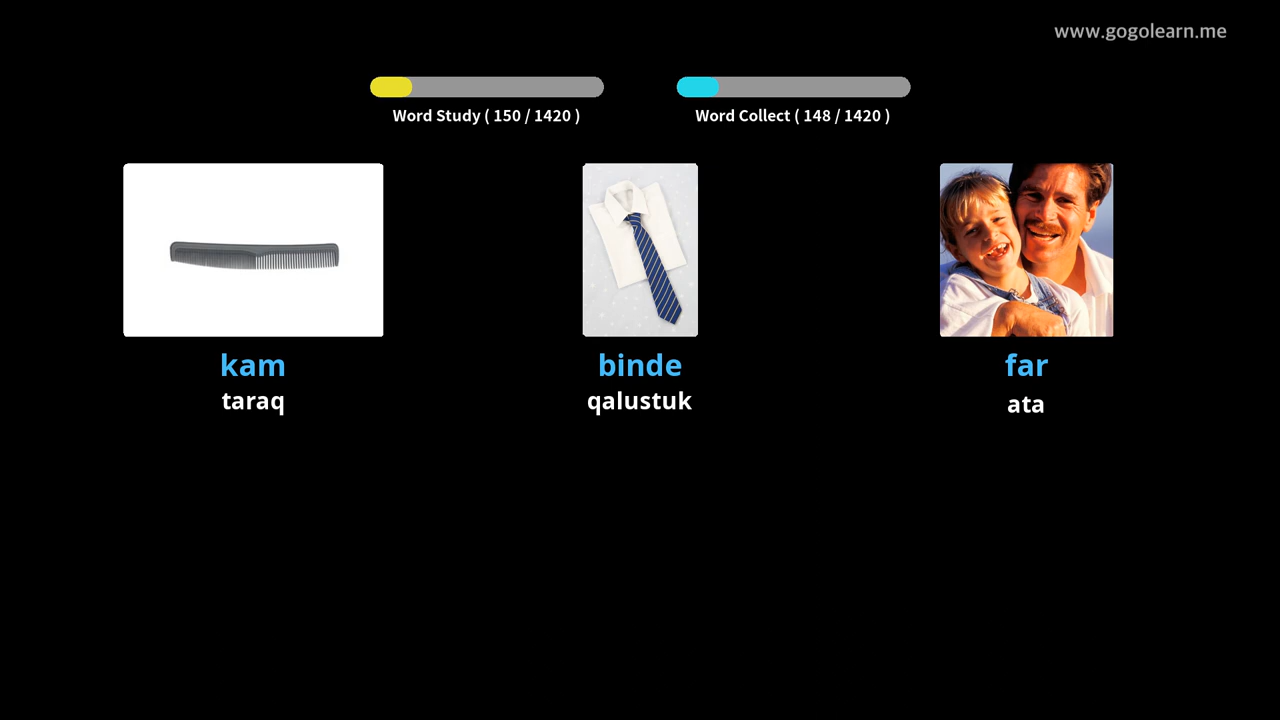 www.gogolearn.me
Word Study ( 150 / 1420 )
Word Collect ( 148 / 1420 )
kam
taraq
binde
qalustuk
far
ata